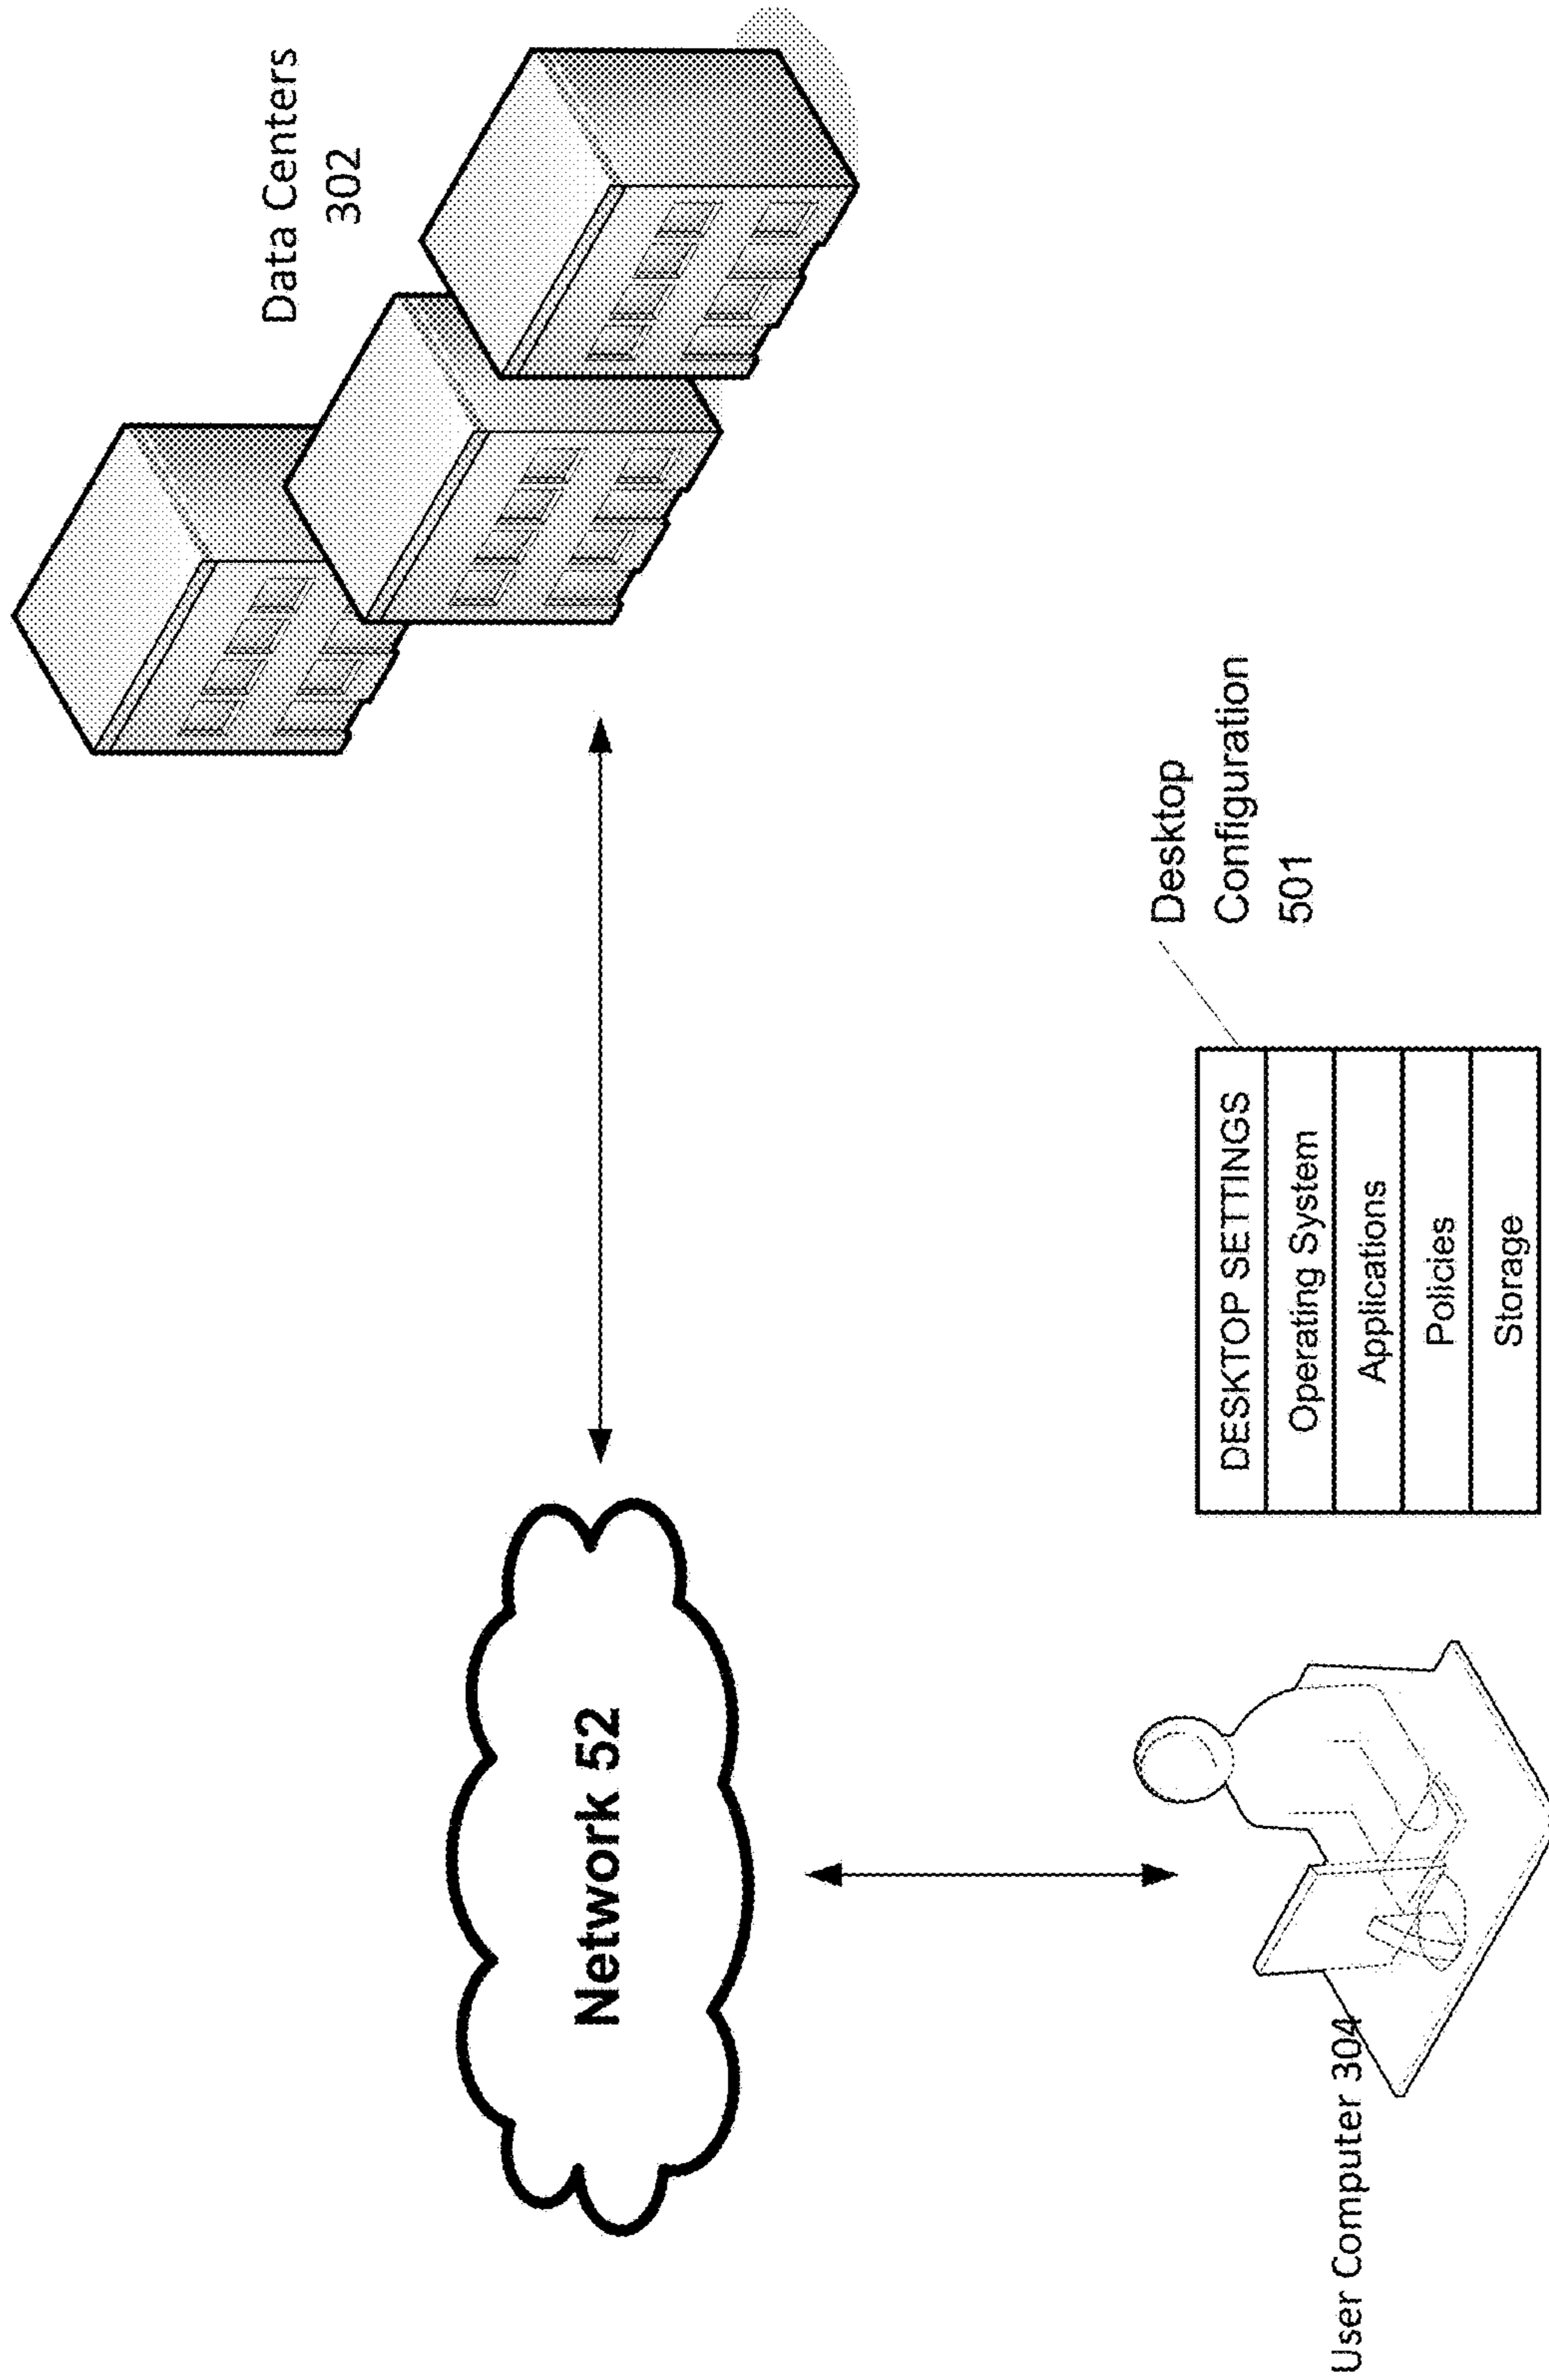 Data Centers
302
Network 52
Desktop
Configuration
501
DESKTOP SETTINGS
Operating System
Applications
Policies
Storage
User Computer 304